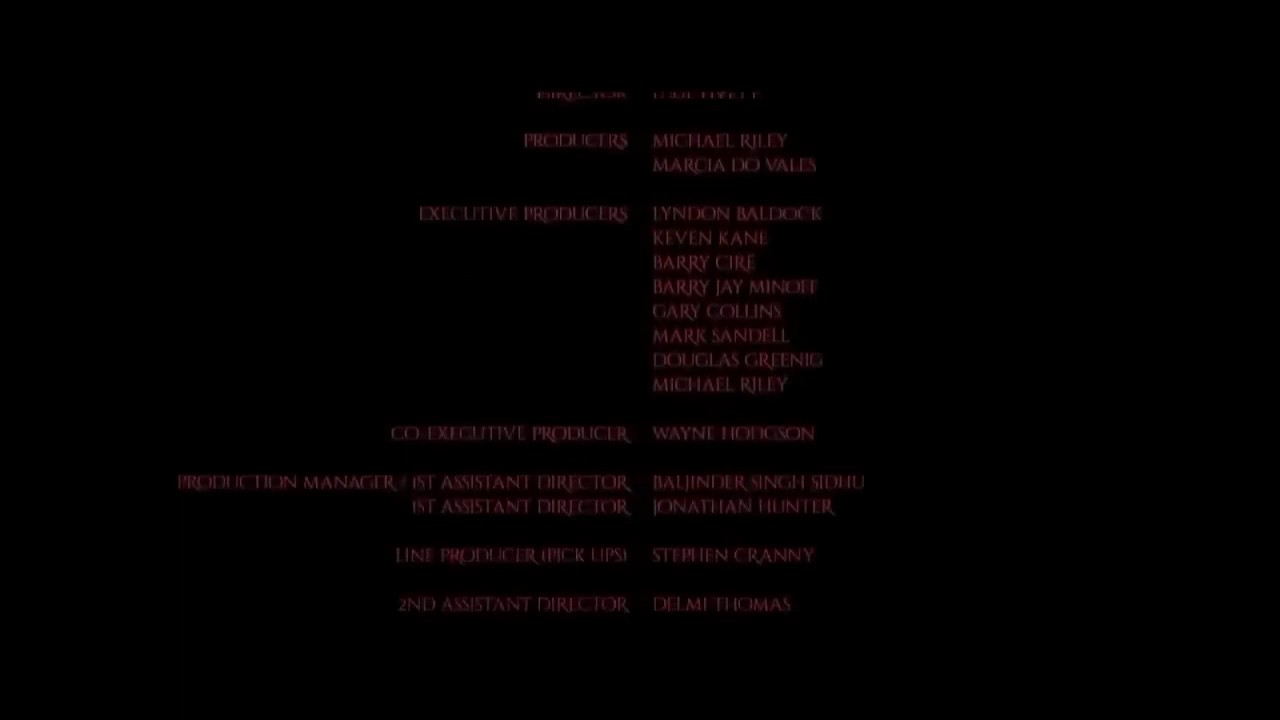 DIRECTOR
PRODUCERS MICHAEL RILEY
MARCIA DO VALES
EXECUTIVE PRODUCERS LYNDON BALDOCK
KEVEN KANE
BARRY CIRE
BARRY JAY MINOFF
GARY COLLINS
MARK SANDELL
DOUGLAS GREENIG
MICHAEL RILEY
CO-EXECUTIVE PRODUCER WAYNE HODGSON
PRODUCTION MANAGER / 1ST ASSISTANT DIRECTOR BALJINDER SINGH SIDHU
1ST ASSISTANT DIRECTOR JONATHAN HUNTER
LINE PRODUCER (PICK UPS) STEPHEN CRANNY
2ND ASSISTANT DIRECTOR DELMI THOMAS